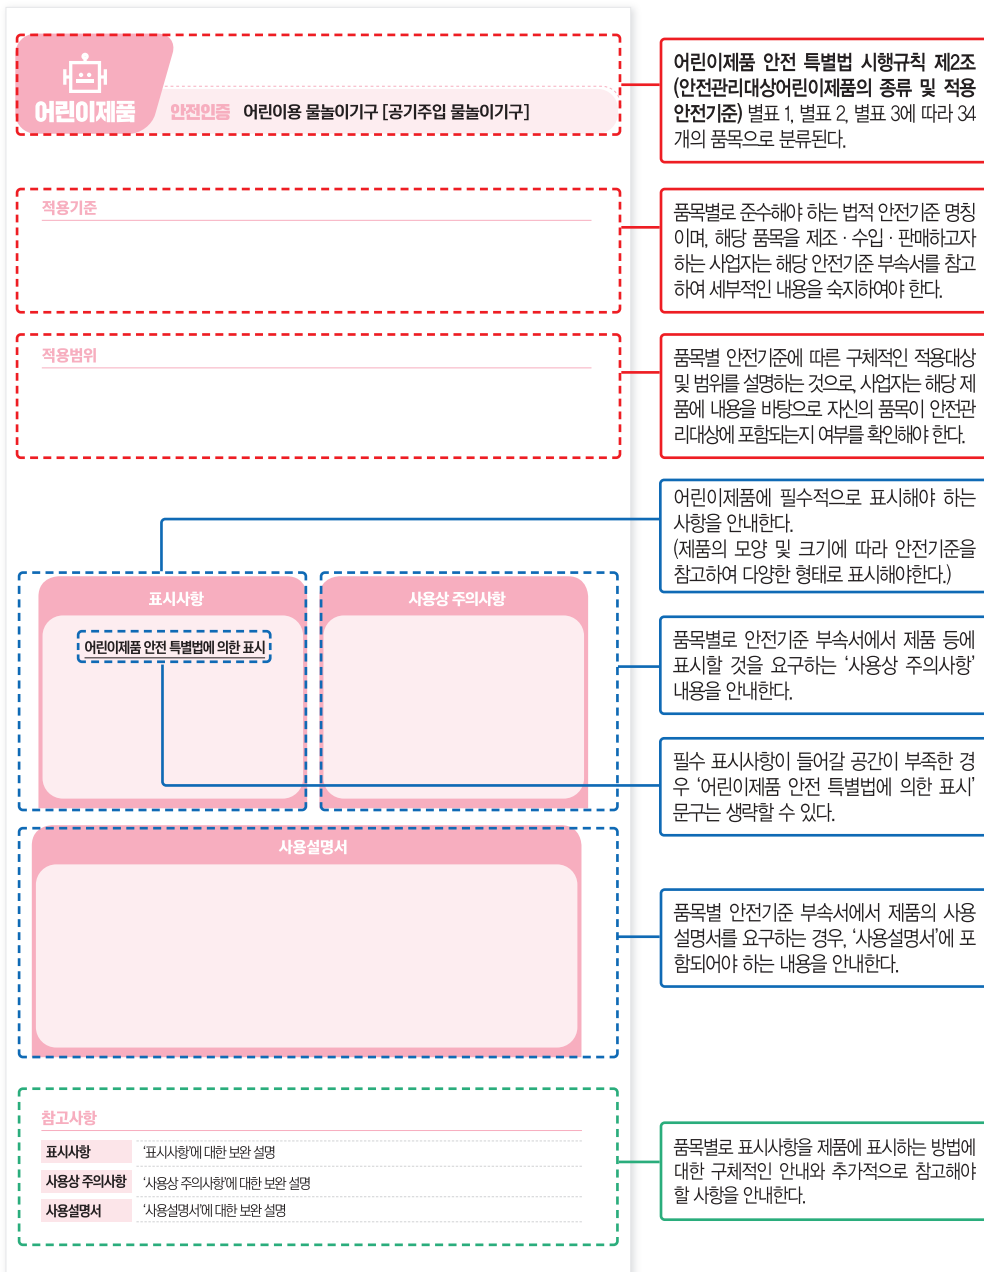 어린이제품
안전인증 어린이용 물놀이기구 [공기주입 물놀이기구]
어린이제품 안전 특별법 시행규칙 제2조
(안전관리대상어린이제품의 종류 및 적용
안전기준) 별표 1, 별표 2, 별표 3에 따라 34
개의 품목으로 분류된다.
적용기준
품목별로 준수해야 하는 법적 안전기준 명칭
이며, 해당 품목을 제조 · 수입 · 판매하고자
하는 사업자는 해당 안전기준 부속서를 참고
하여 세부적인 내용을 숙지하여야 한다.
적용범위
품목별 안전기준에 따른 구체적인 적용대상
및 범위를 설명하는 것으로, 사업자는 해당 제
품에 내용을 바탕으로 자신의 품목이 안전관
리대상에 포함되는지 여부를 확인해야 한다.
어린이제품에 필수적으로 표시해야 하는
사항을 안내한다.
(제품의 모양 및 크기에 따라 안전기준을
참고하여 다양한 형태로 표시해야한다.)
표시사항
어린이제품 안전 특별법에 의한 표시
사용상 주의사항
품목별로 안전기준 부속서에서 제품 등에
표시할 것을 요구하는 ‘사용상 주의사항’
내용을 안내한다.
필수 표시사항이 들어갈 공간이 부족한 경
우 ‘어린이제품 안전 특별법에 의한 표시’
문구는 생략할 수 있다.
사용설명서
품목별 안전기준 부속서에서 제품의 사용
설명서를 요구하는 경우, ‘사용설명서’에 포
함되어야 하는 내용을 안내한다.
참고사항
표시사항 ‘표시사항’에 대한 보완 설명
사용상 주의사항 ‘사용상 주의사항’에 대한 보완 설명
사용설명서 ‘사용설명서’에 대한 보완 설명
품목별로 표시사항을 제품에 표시하는 방법에
대한 구체적인 안내와 추가적으로 참고해야
할 사항을 안내한다.